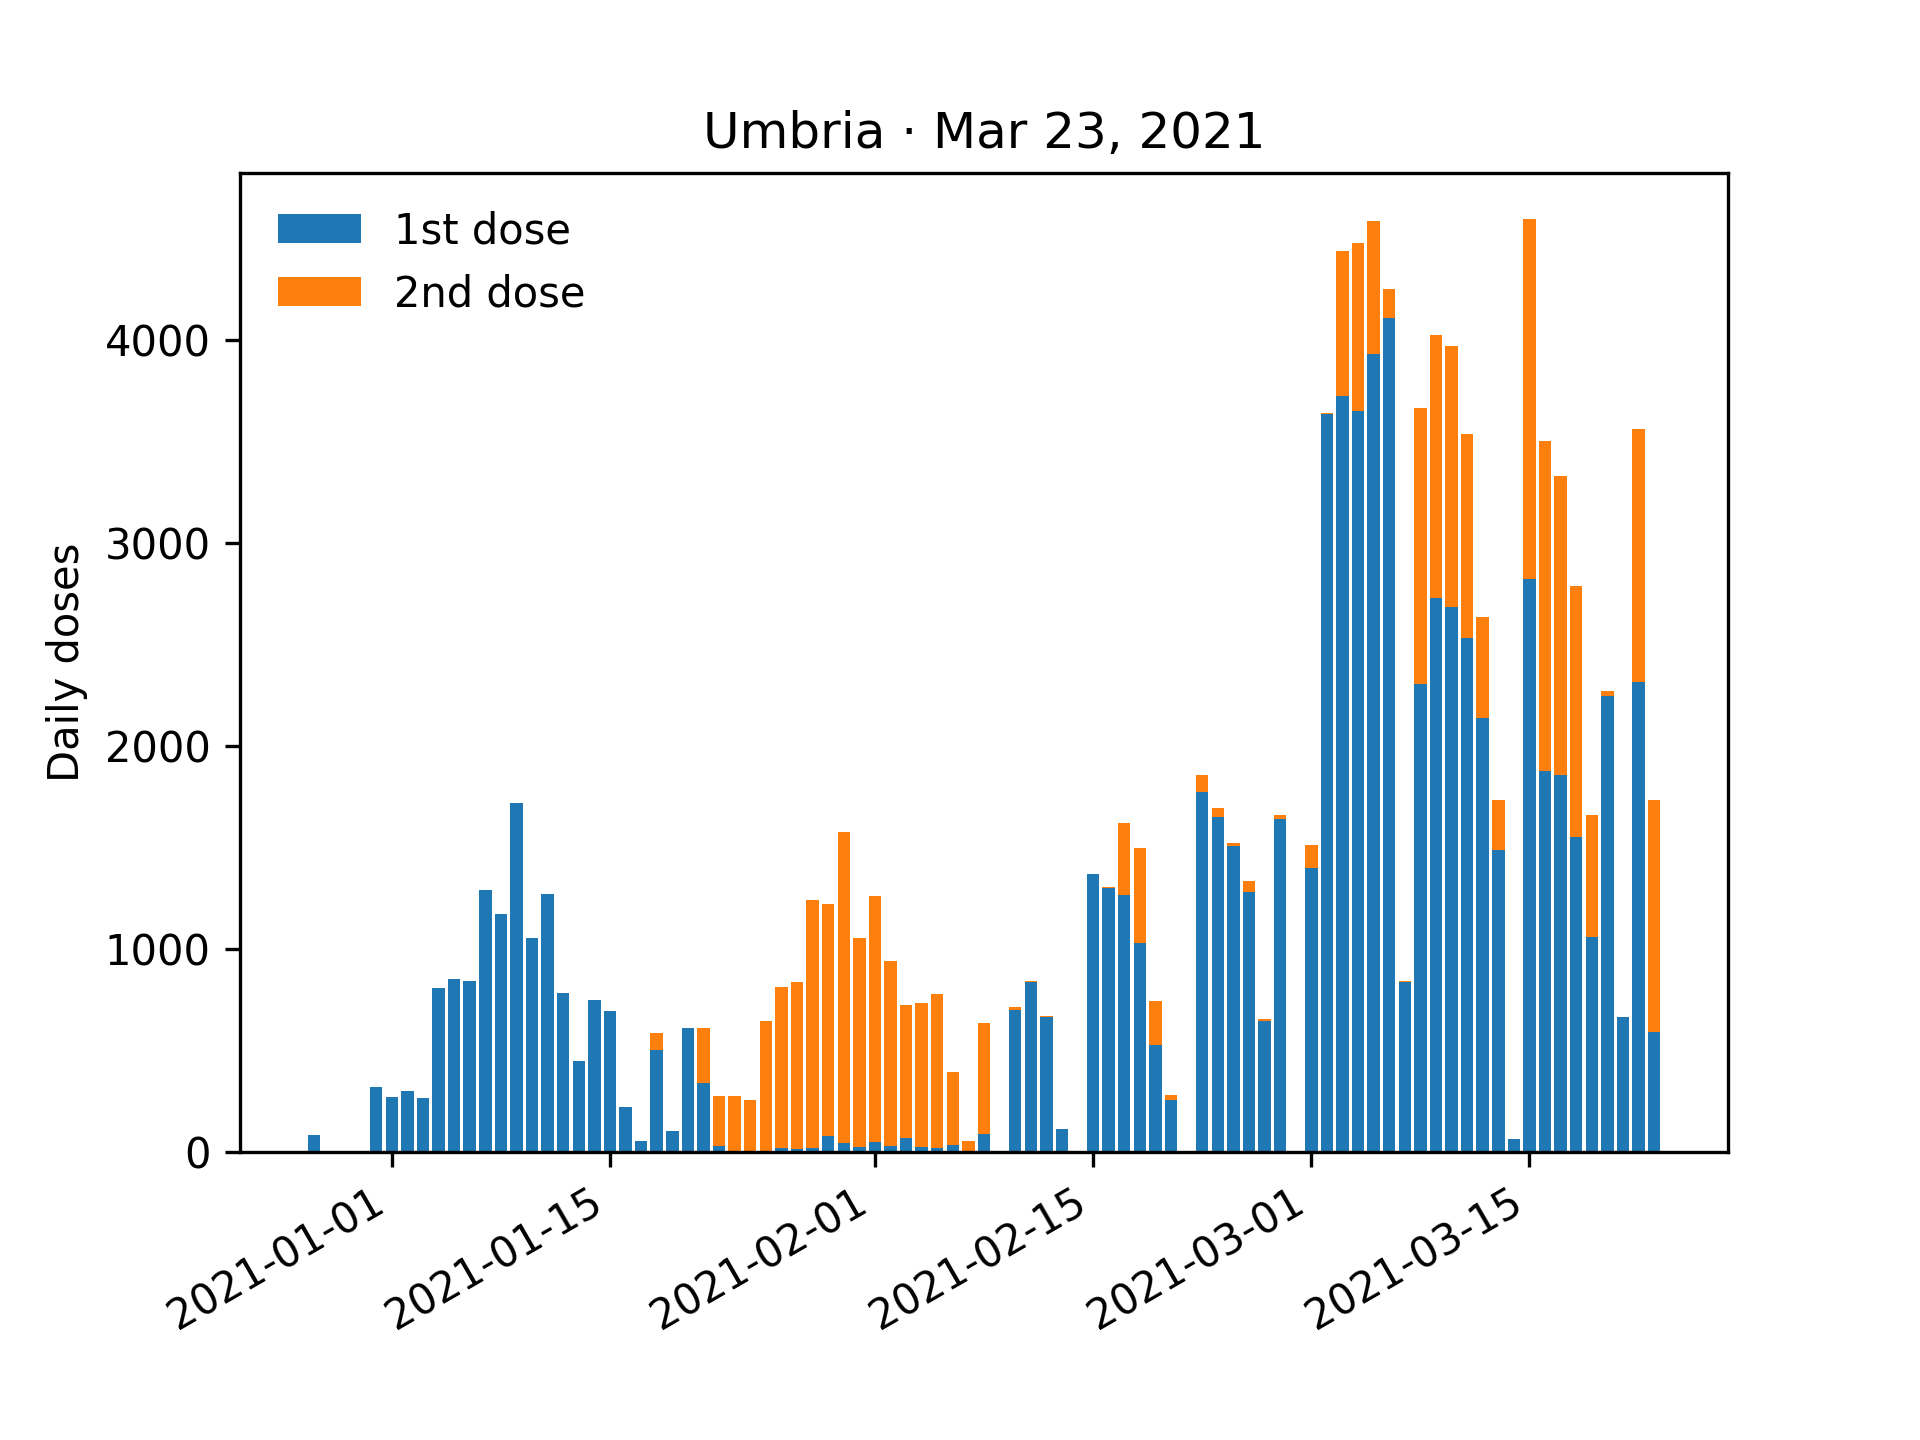 Umbria · Mar 23, 2021
1st dose
2nd dose
4000
3000
2000
1000
0
Daily doses
2021-01-01
2021-01-15
2021-02-01
2021-02-15
2021-03-01
2021-03-15